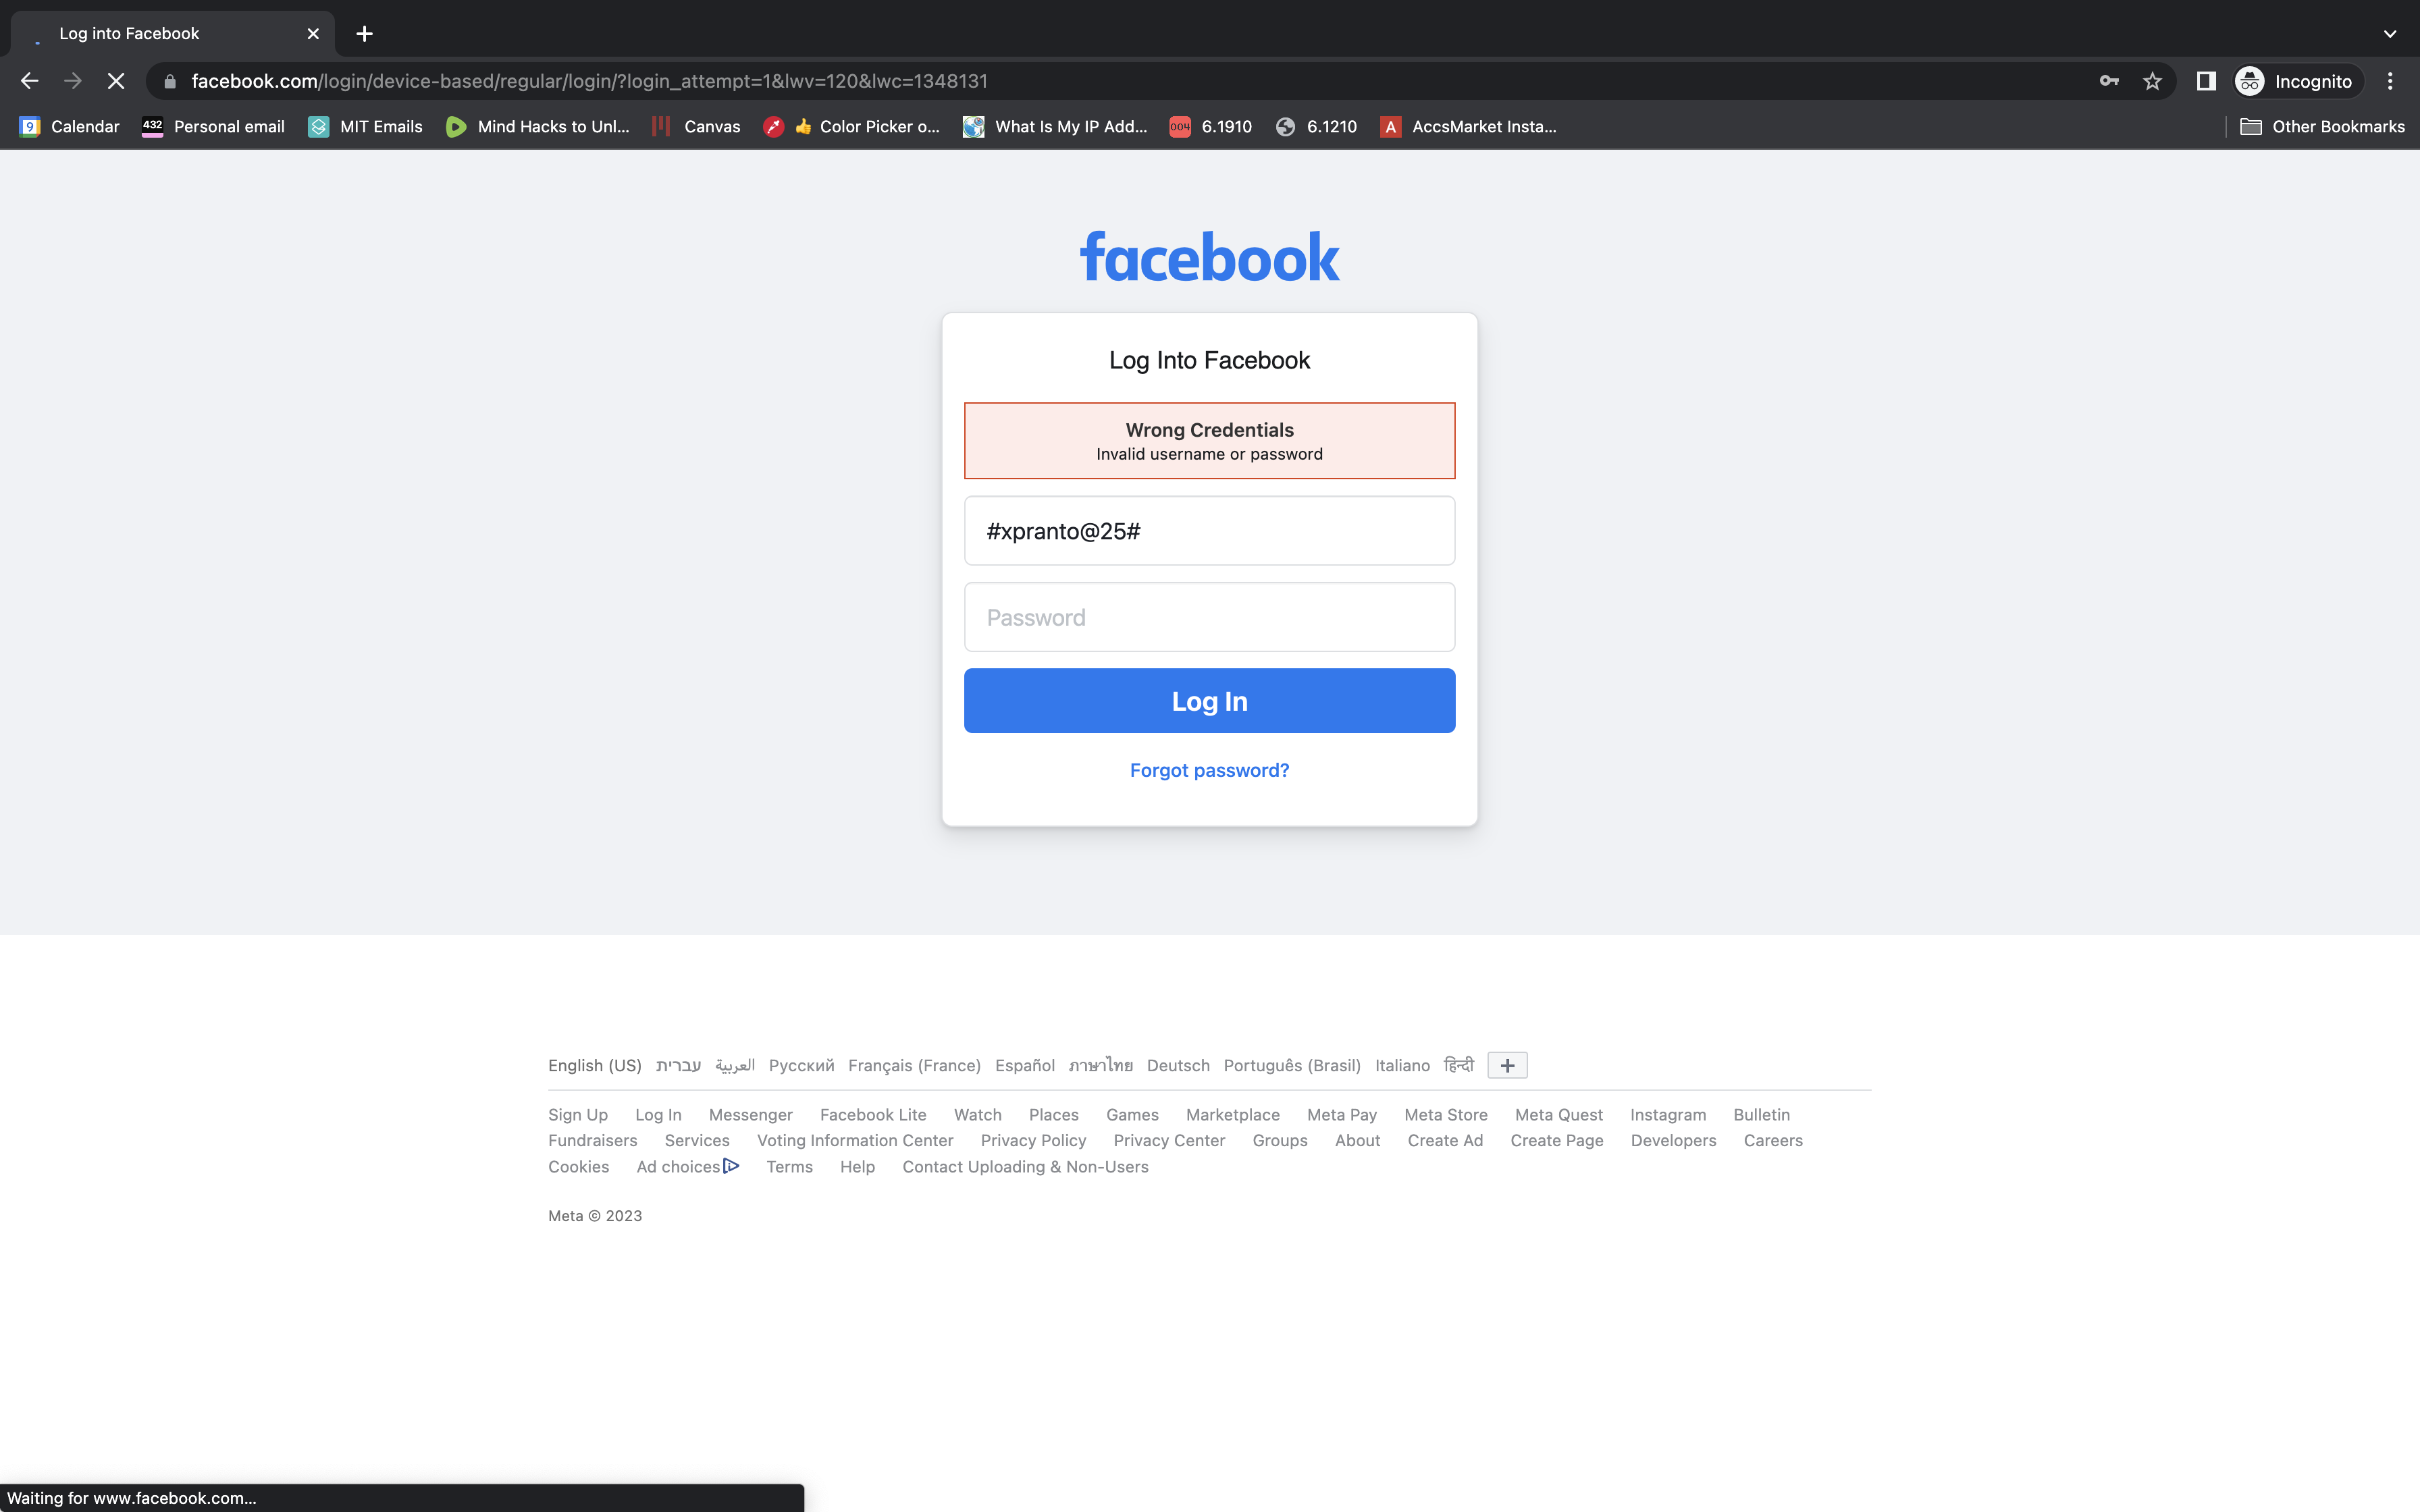 Log into Facebook
facebook.com/login/device-based/regular/login/?login_attempt=1&lwv=120&lwc=1348131
Incognito
9 Calendar 432 Personal email MIT Emails Mind Hacks to Unl... Canvas 👍 Color Picker o... What Is My IP Add... 004 6.1910 6.1210 A AccsMarket Insta... Other Bookmarks
facebook
Log Into Facebook
Wrong Credentials
Invalid username or password
#xpranto@25#
Password
Log In
Forgot password?
English (US) עברית العربية Русский Français (France) Español ภาษาไทย Deutsch Português (Brasil) Italiano हिन्दी +
Sign Up Log In Messenger Facebook Lite Watch Places Games Marketplace Meta Pay Meta Store Meta Quest Instagram Bulletin
Fundraisers Services Voting Information Center Privacy Policy Privacy Center Groups About Create Ad Create Page Developers Careers
Cookies Ad choices Terms Help Contact Uploading & Non-Users
Meta © 2023
Waiting for www.facebook.com...